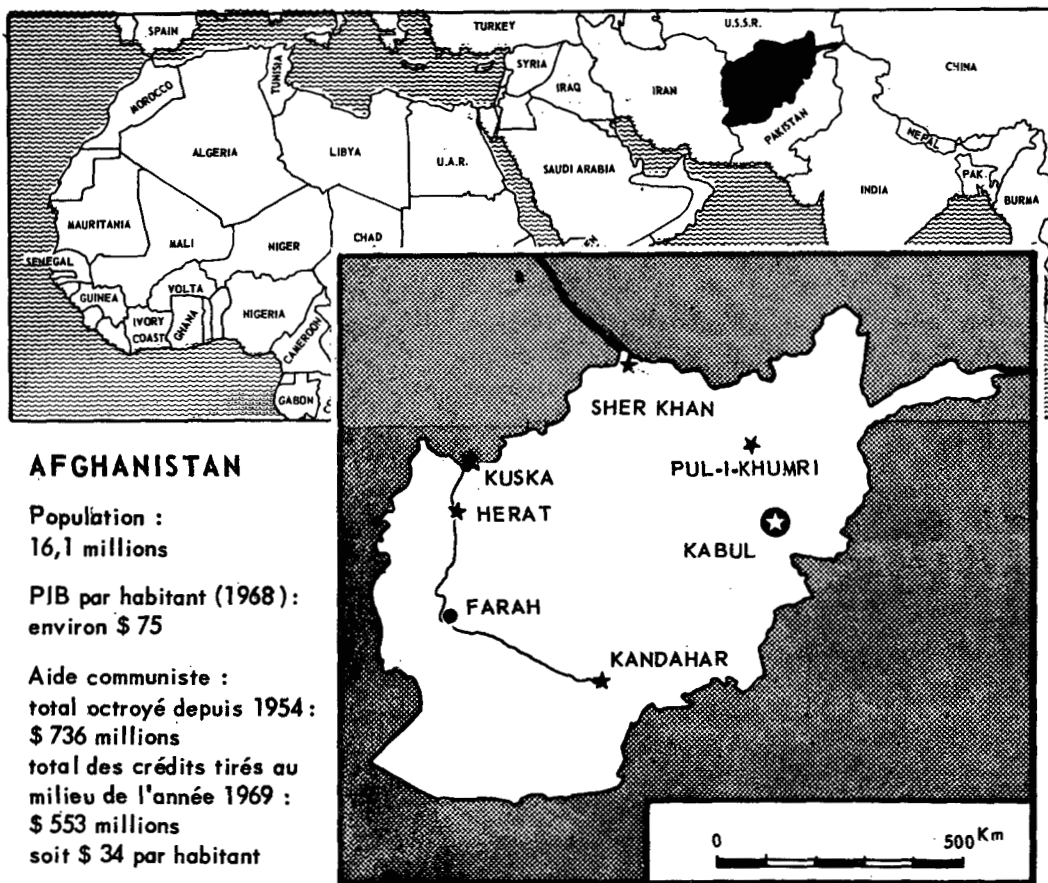 SPAIN
TURKEY
U.S.S.R.
TUNISIA
SYRIA
CHINA
MOROCCO
IRAQ
IRAN
PAKISTAN
NEPAL
ALGERIA
LIBYA
U.A.R.
SAUDI ARABIA
INDIA
PAK.
BURMA
MAURITANIA
MALI
NIGER
CHAD
SENEGAL
GUINEA
VOLTA
IVORY
COAST
GHANA
NIGERIA
CAMEROON
GABON
AFGHANISTAN
Population :
16,1 millions
PIB par habitant (1968) :
environ $ 75
Aide communiste :
total octroyé depuis 1954 :
$ 736 millions
total des crédits tirés au
milieu de l'année 1969 :
$ 553 millions
soit $ 34 par habitant
SHER KHAN
KUSKA
PUL-I-KHUMRI
HERAT
KABUL
FARAH
KANDAHAR
0 500 Km